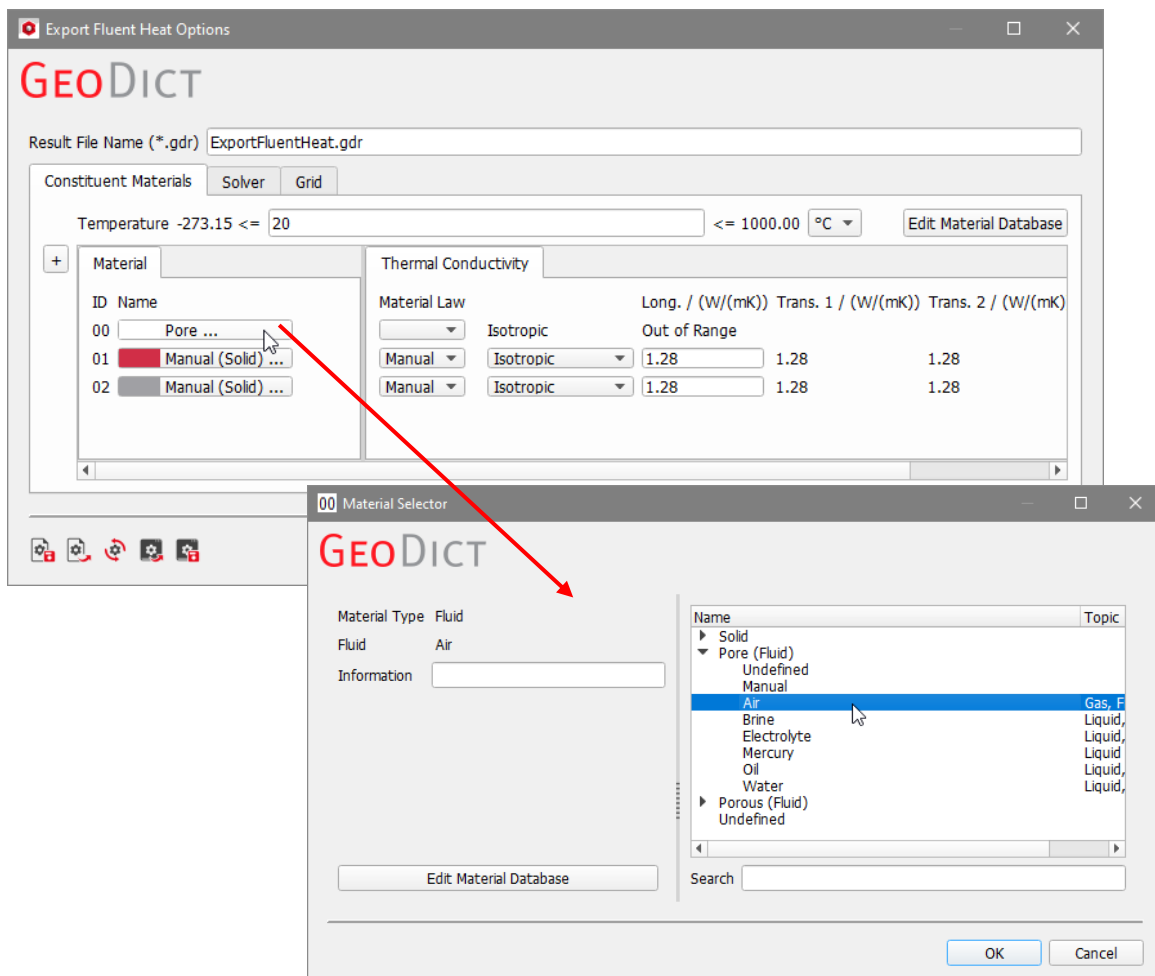 Export Fluent Heat Options
GEODICT
Result File Name (*.gdr) ExportFluentHeat.gdr
Constituent Materials Solver Grid
Temperature -273.15 <= 20 <= 1000.00 °C Edit Material Database
+ Material Thermal Conductivity
ID Name Material Law Long. / (W/(mK)) Trans. 1 / (W/(mK)) Trans. 2 / (W/(mK)
00 Pore ... Isotropic Out of Range
01 Manual (Solid) ... Manual Isotropic 1.28 1.28 1.28
02 Manual (Solid) ... Manual Isotropic 1.28 1.28 1.28
00 Material Selector
GEODICT
Material Type Fluid
Fluid Air
Information
Name Topic
Solid
Pore (Fluid)
Undefined
Manual
Air Gas, F
Brine Liquid,
Electrolyte Liquid,
Mercury Liquid
Oil Liquid,
Water Liquid,
Porous (Fluid)
Undefined
Edit Material Database
Search
OK Cancel